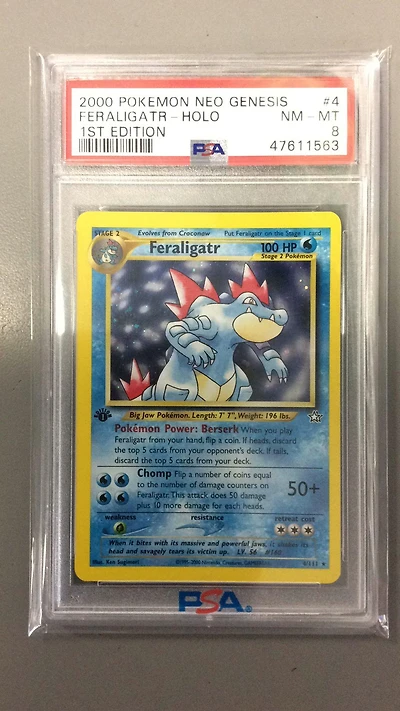 2000 POKEMON NEO GENESIS #4
FERALIGATR - HOLO NM - MT
1ST EDITION 8
PSA 47611563
STAGE 2 Evolves from Croconaw Put Feraligatr on the Stage 1 card
Feraligatr 100 HP
Stage 2 Pokémon
Big Jaw Pokémon. Length: 7' 7", Weight: 196 lbs.
Pokémon Power: Berserk When you play
Feraligatr from your hand, flip a coin. If heads, discard
the top 5 cards from your opponent's deck. If tails,
discard the top 5 cards from your deck.
Chomp Flip a number of coins equal
to the number of damage counters on
Feraligatr. This attack does 50 damage
plus 10 more damage for each heads.
50+
weakness resistance retreat cost
When it bites with its massive and powerful jaws, it shakes its
head and savagely tears its victim up. LV. 56 #160
Illus. Ken Sugimori
PSA